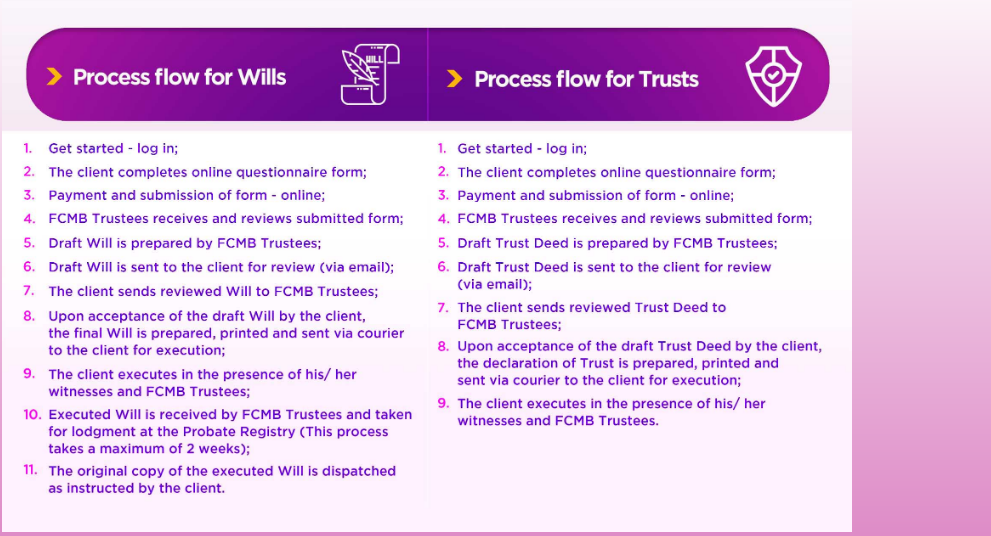 Process flow for Wills
WILL
1. Get started - log in;
2. The client completes online questionnaire form;
3. Payment and submission of form - online;
4. FCMB Trustees receives and reviews submitted form;
5. Draft Will is prepared by FCMB Trustees;
6. Draft Will is sent to the client for review (via email);
7. The client sends reviewed Will to FCMB Trustees;
8. Upon acceptance of the draft Will by the client,
the final Will is prepared, printed and sent via courier
to the client for execution;
9. The client executes in the presence of his/ her
witnesses and FCMB Trustees;
10. Executed Will is received by FCMB Trustees and taken
for lodgment at the Probate Registry (This process
takes a maximum of 2 weeks);
11. The original copy of the executed Will is dispatched
as instructed by the client.
Process flow for Trusts
1. Get started - log in;
2. The client completes online questionnaire form;
3. Payment and submission of form - online;
4. FCMB Trustees receives and reviews submitted form;
5. Draft Trust Deed is prepared by FCMB Trustees;
6. Draft Trust Deed is sent to the client for review
(via email);
7. The client sends reviewed Trust Deed to
FCMB Trustees;
8. Upon acceptance of the draft Trust Deed by the client,
the declaration of Trust is prepared, printed and
sent via courier to the client for execution;
9. The client executes in the presence of his/ her
witnesses and FCMB Trustees.